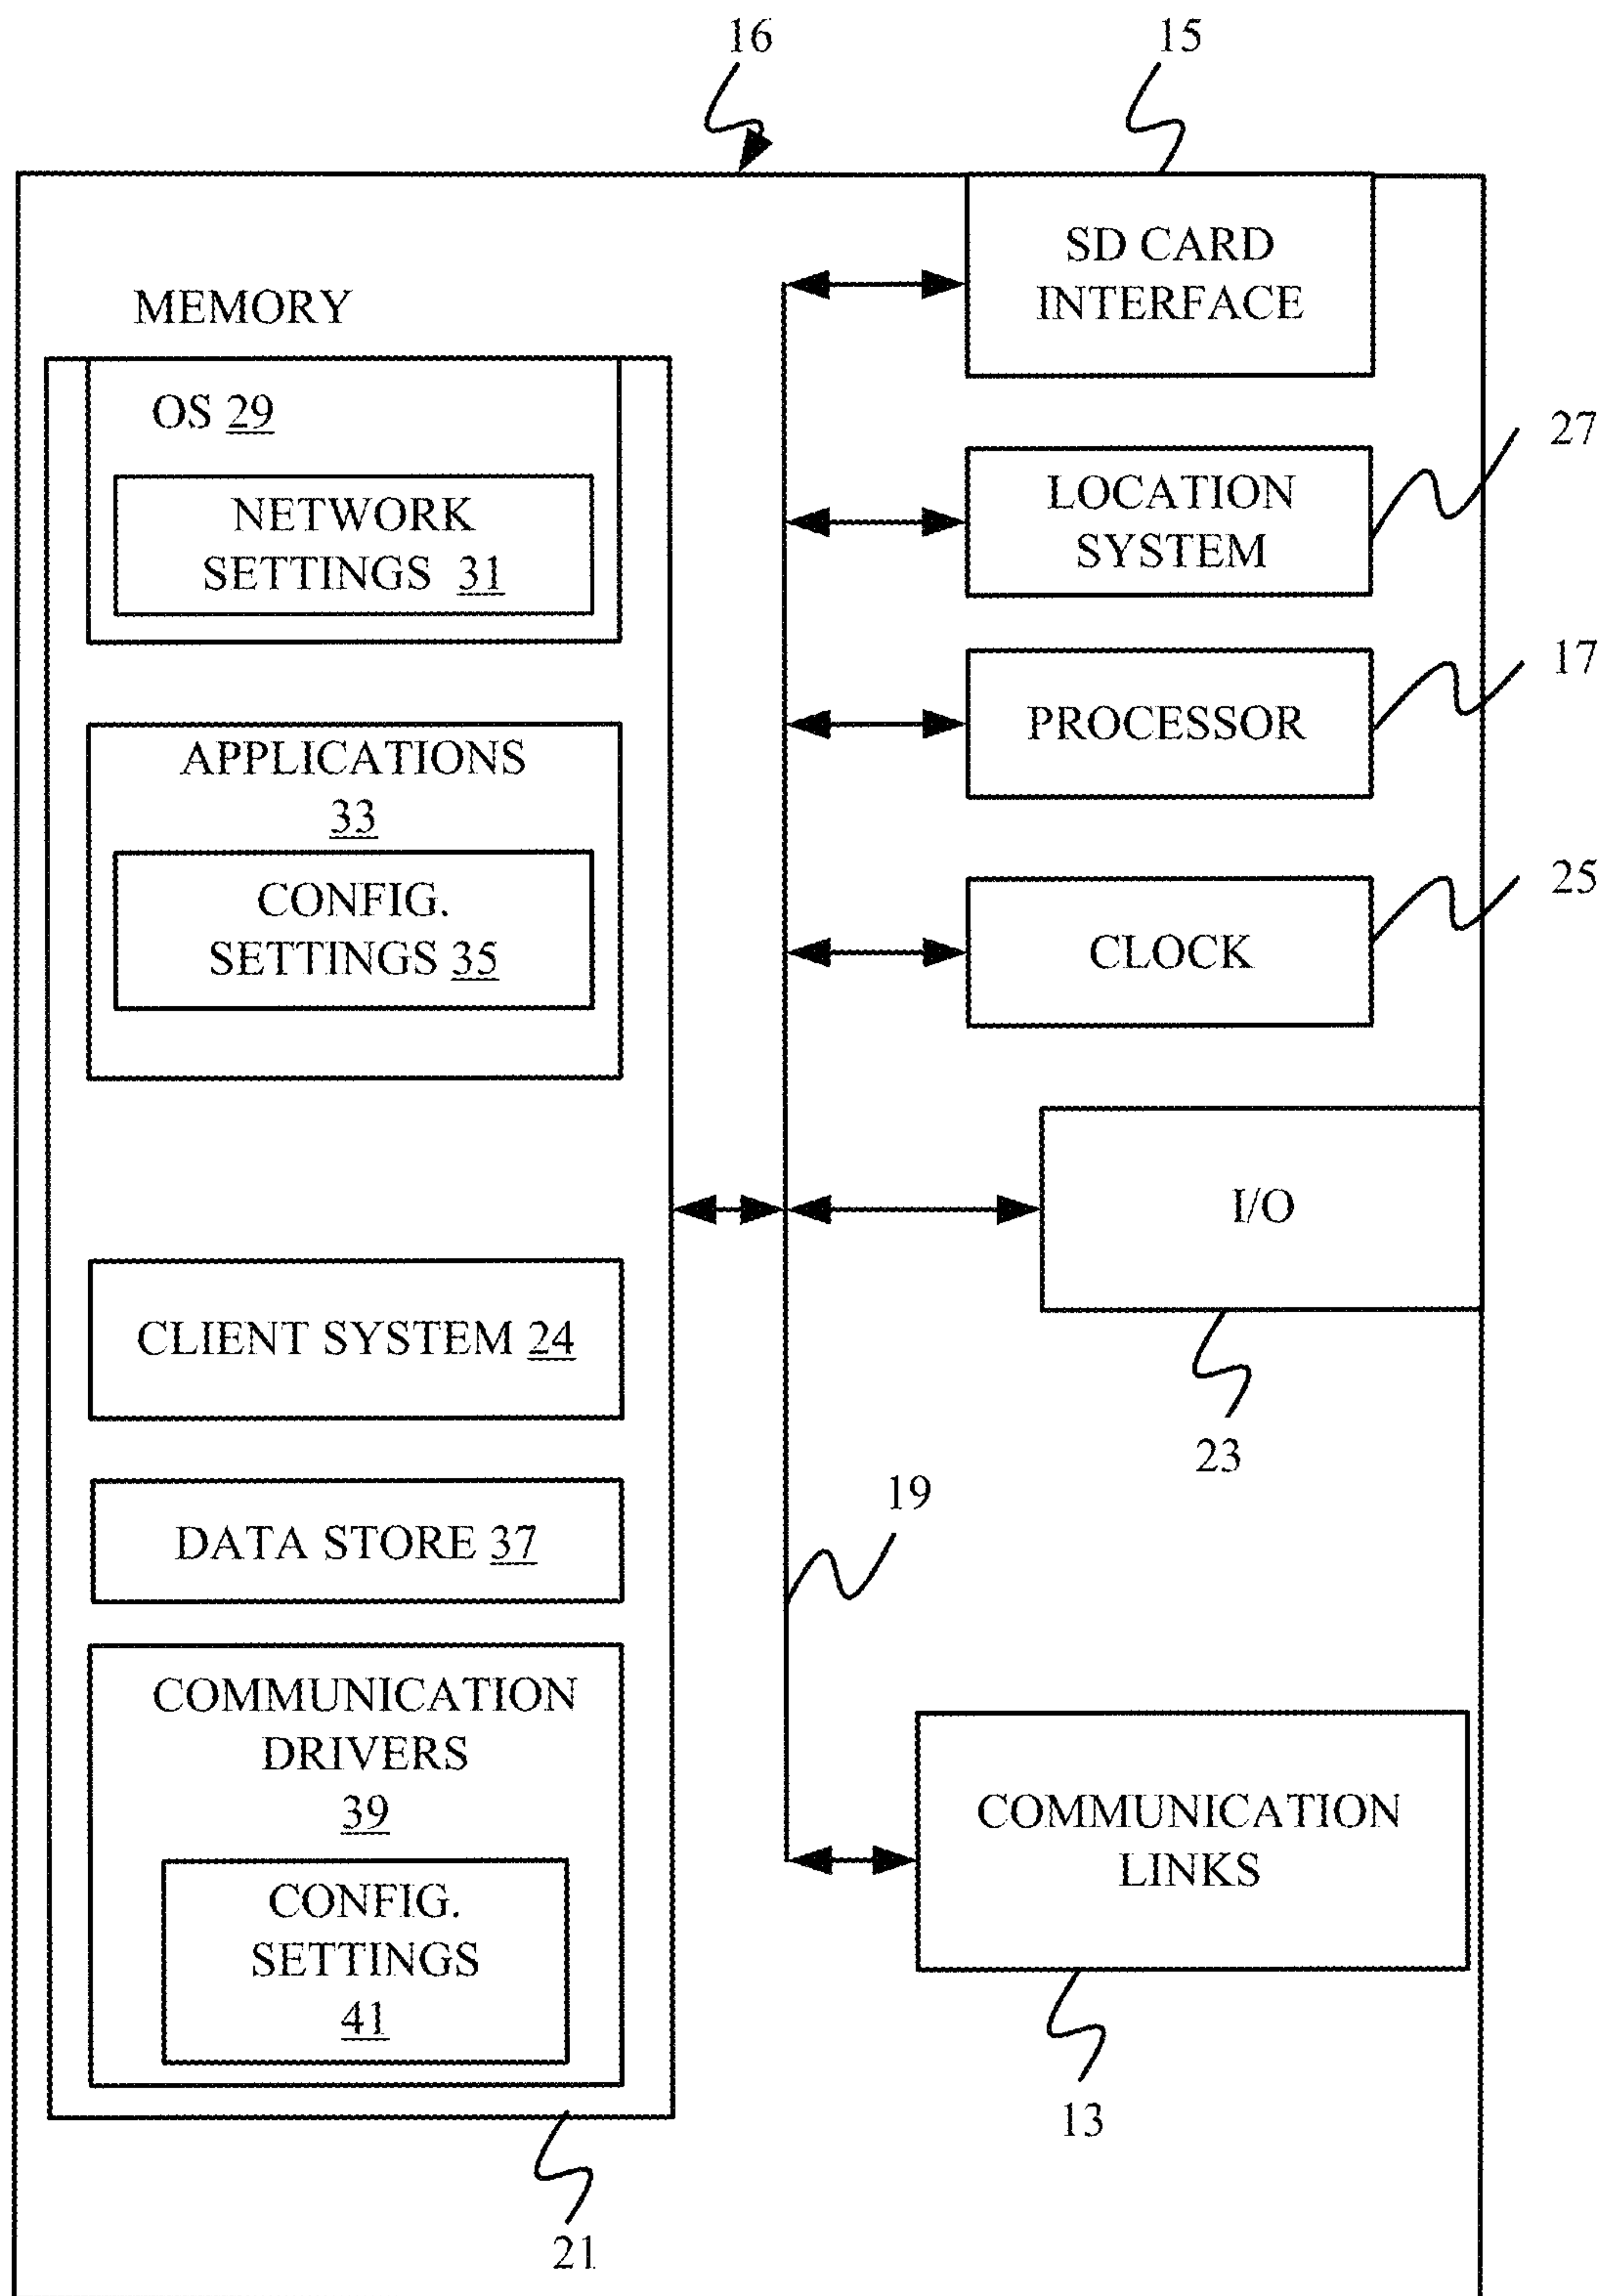 16
15
SD CARD
INTERFACE
MEMORY
OS 29
NETWORK
SETTINGS 31
27
LOCATION
SYSTEM
17
PROCESSOR
APPLICATIONS
33
CONFIG.
SETTINGS 35
25
CLOCK
I/O
23
CLIENT SYSTEM 24
19
DATA STORE 37
COMMUNICATION
DRIVERS
39
CONFIG.
SETTINGS
41
COMMUNICATION
LINKS
13
21